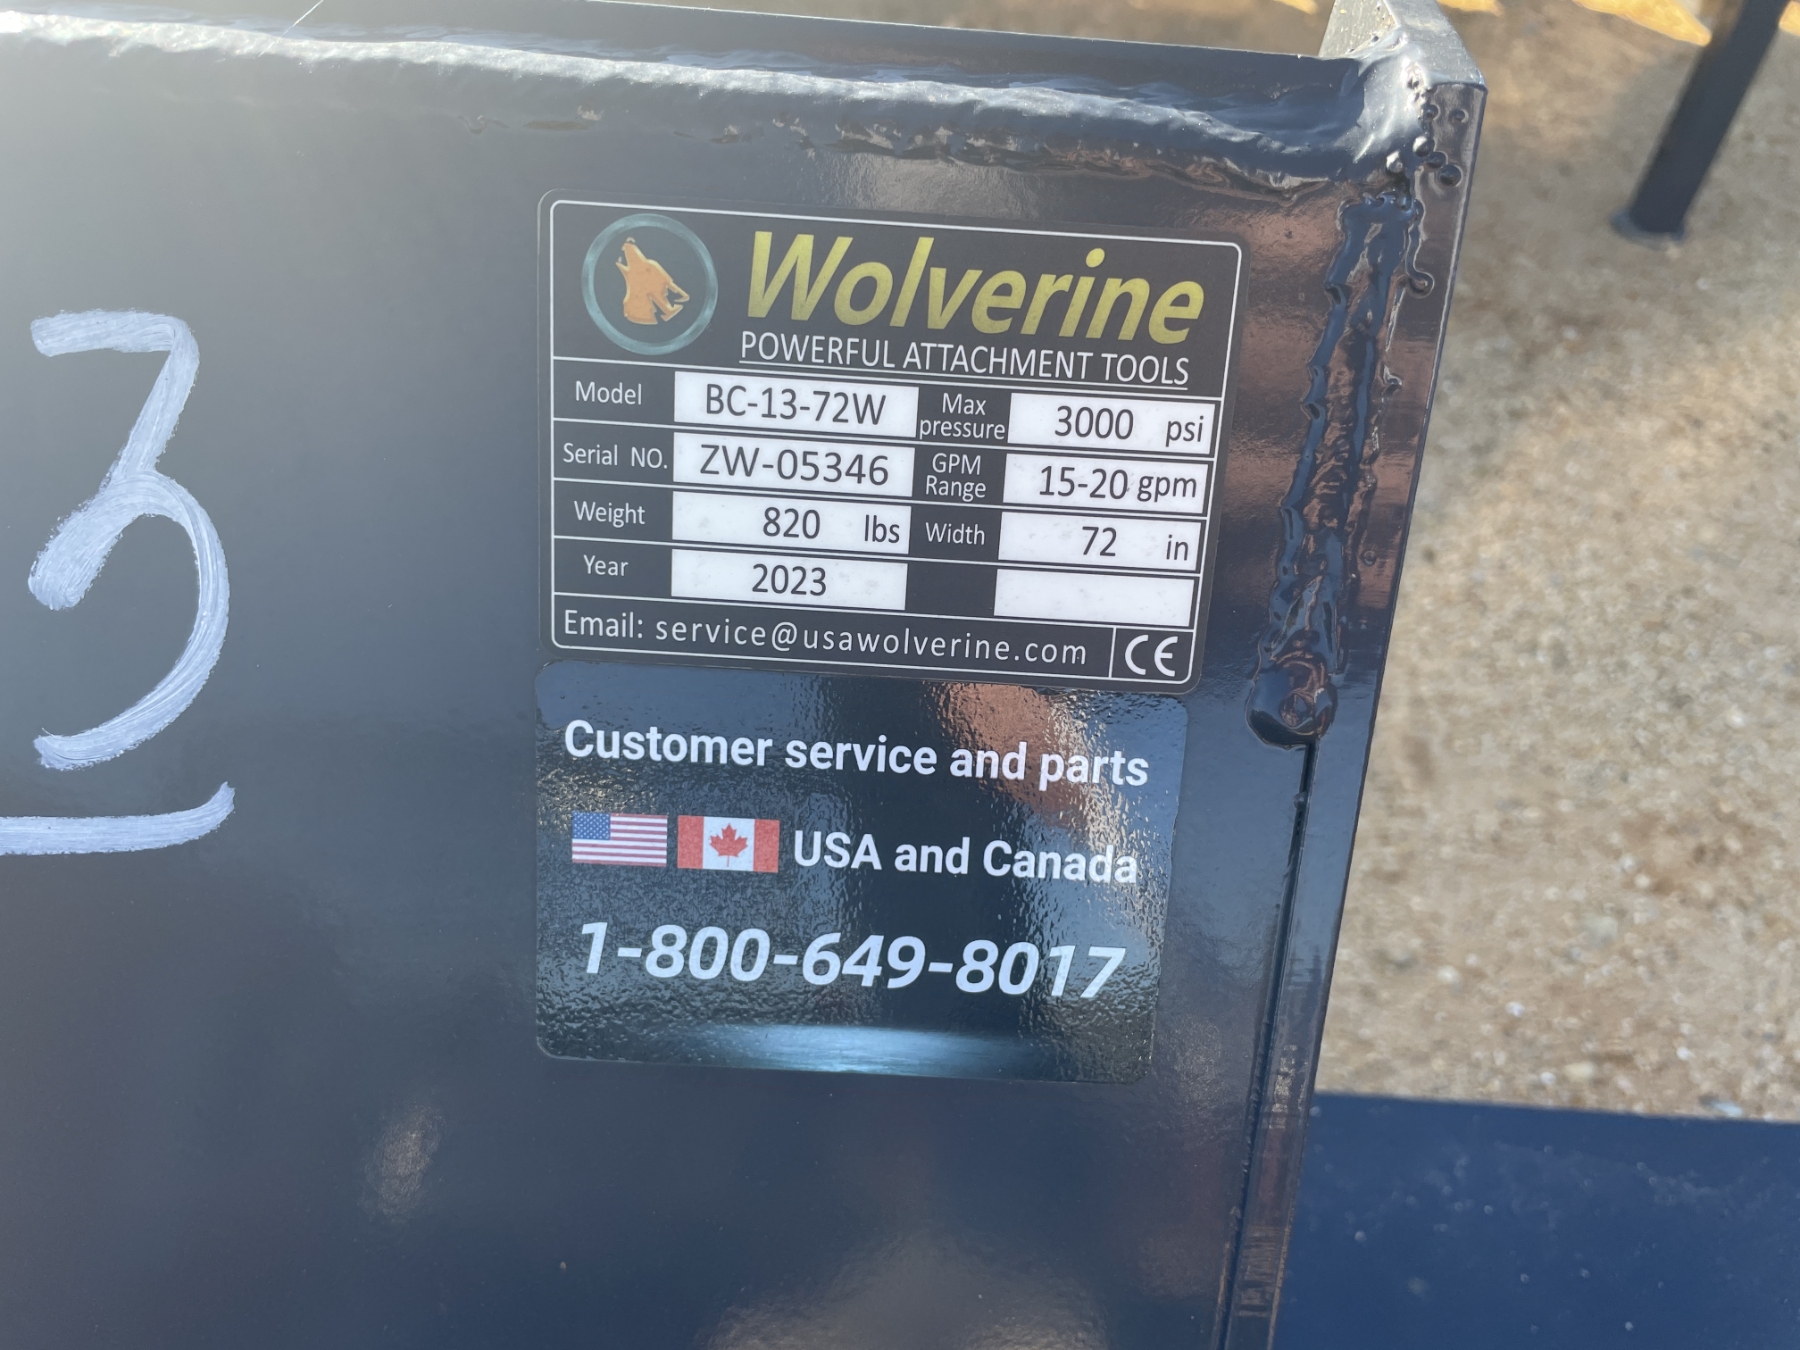 Wolverine
POWERFUL ATTACHMENT TOOLS
Model BC-13-72W Max pressure 3000 psi
Serial NO. ZW-05346 GPM Range 15-20 gpm
Weight 820 lbs Width 72 in
Year 2023
Email: service@usawolverine.com CE
Customer service and parts
USA and Canada
1-800-649-8017
3